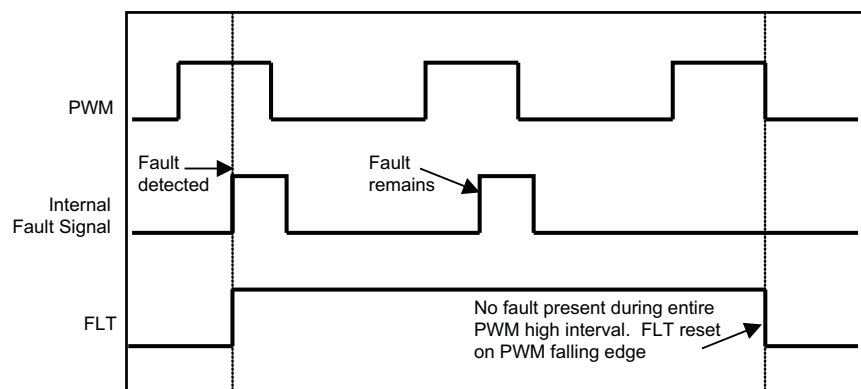 PWM
Fault
detected
Fault
remains
Internal
Fault Signal
FLT
No fault present during entire
PWM high interval.  FLT reset
on PWM falling edge